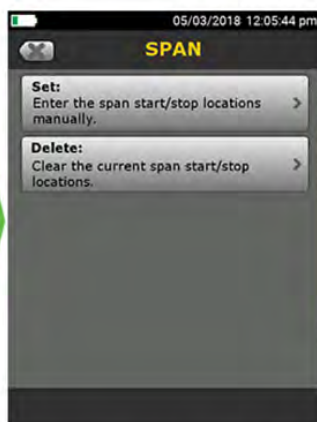 05/03/2018 12:05:44 pm
SPAN
Set:
Enter the span start/stop locations
manually.
Delete:
Clear the current span start/stop
locations.